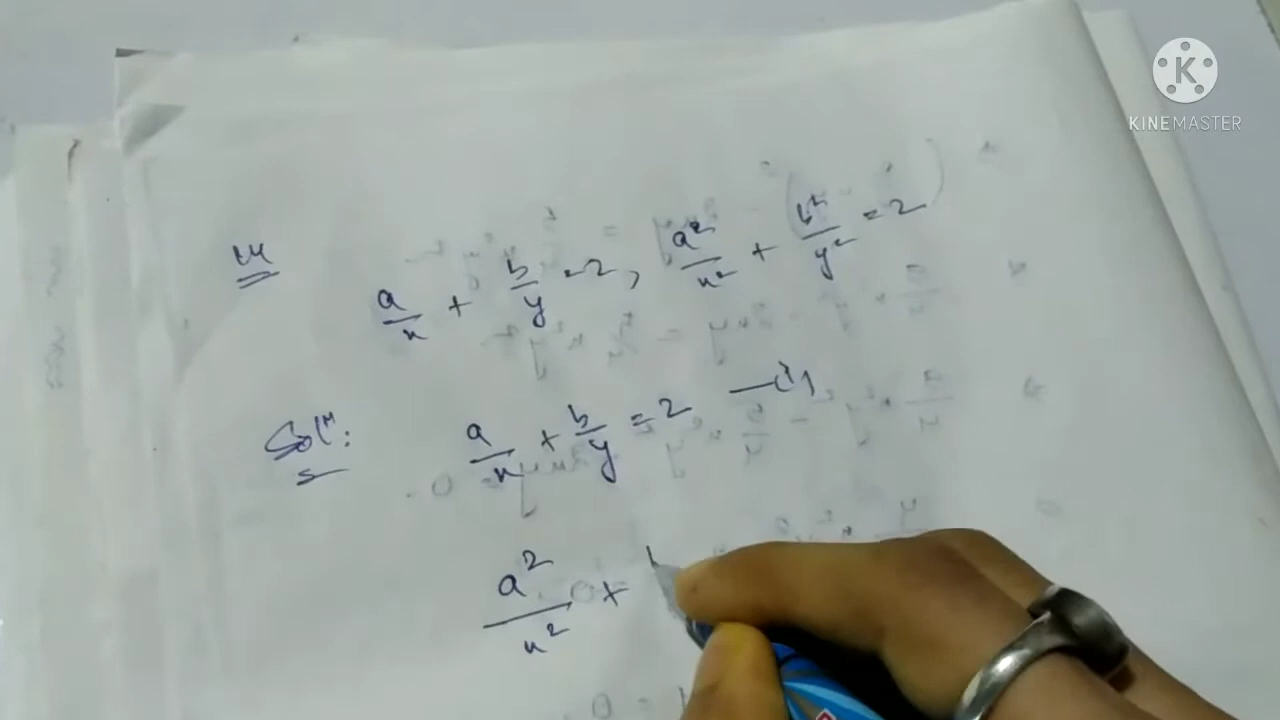 KINEMASTER
14 a/x + b/y = 2, a²/x² + b²/y² = 2
Solⁿ: a/x + b/y = 2 —(1)
a²/x² +